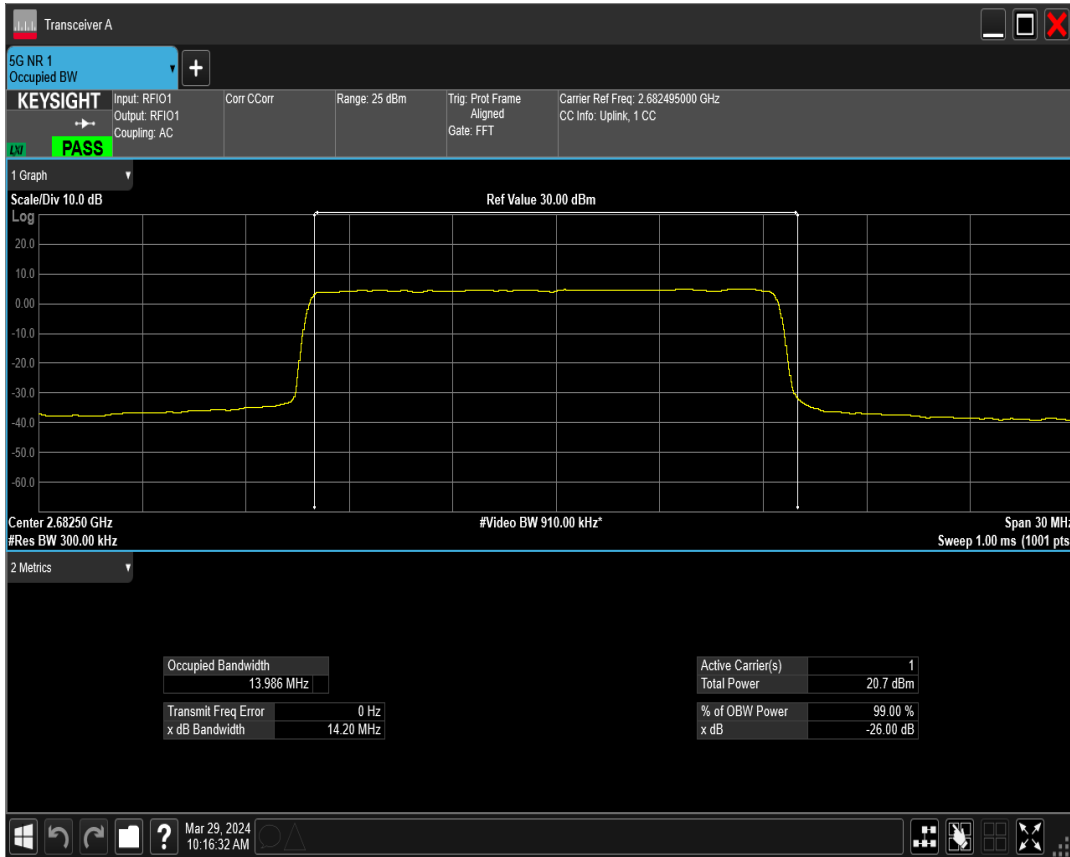 Transceiver A
5G NR 1
Occupied BW
+
KEYSIGHT
LXI
PASS
Input: RFIO1
Output: RFIO1
Coupling: AC
Corr CCorr
Range: 25 dBm
Trig: Prot Frame
Aligned
Gate: FFT
Carrier Ref Freq: 2.682495000 GHz
CC Info: Uplink, 1 CC
1 Graph
Scale/Div 10.0 dB
Ref Value 30.00 dBm
Log
20.0
10.0
0.00
-10.0
-20.0
-30.0
-40.0
-50.0
-60.0
Center 2.68250 GHz
#Video BW 910.00 kHz*
Span 30 MHz
#Res BW 300.00 kHz
Sweep 1.00 ms (1001 pts
2 Metrics
Occupied Bandwidth
13.986 MHz
Transmit Freq Error 0 Hz
x dB Bandwidth 14.20 MHz
Active Carrier(s) 1
Total Power 20.7 dBm
% of OBW Power 99.00 %
x dB -26.00 dB
?
Mar 29, 2024
10:16:32 AM